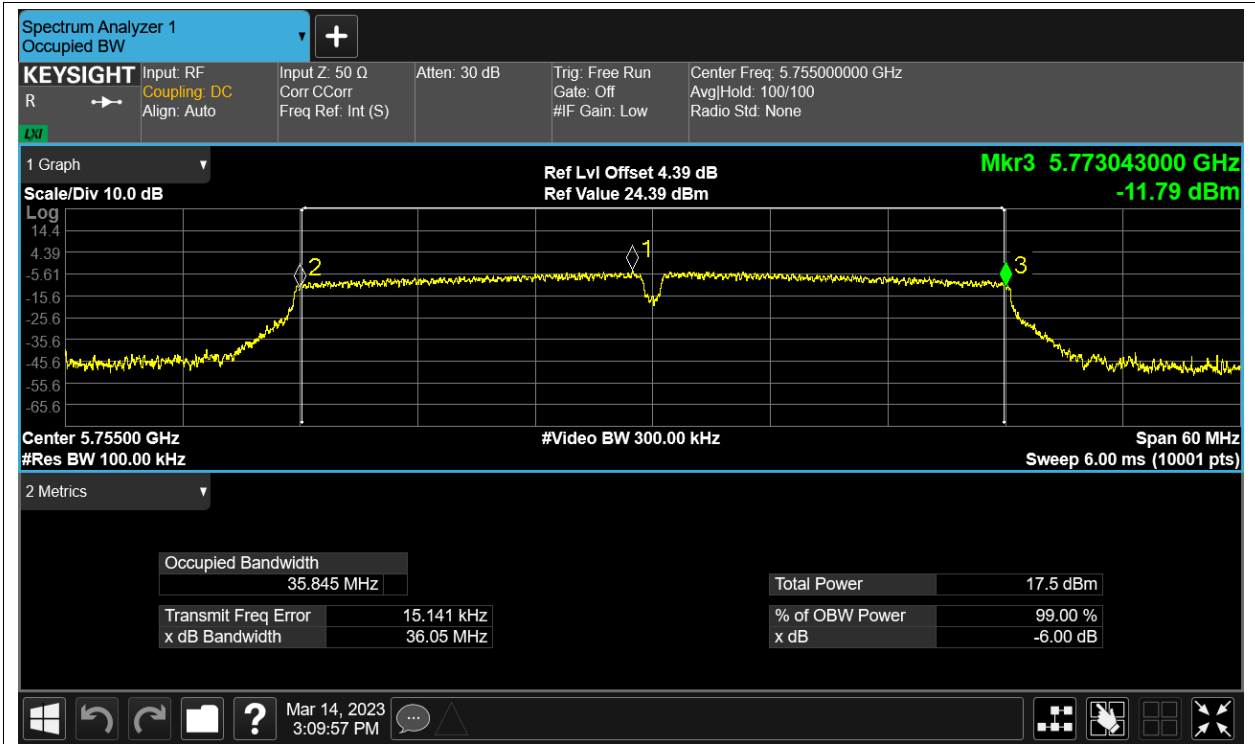 Spectrum Analyzer 1
Occupied BW
+
KEYSIGHT Input: RF Input Z: 50 Ω Atten: 30 dB Trig: Free Run Center Freq: 5.755000000 GHz
R Coupling: DC Corr CCorr Gate: Off Avg|Hold: 100/100
Align: Auto Freq Ref: Int (S) #IF Gain: Low Radio Std: None
LXI
1 Graph Ref Lvl Offset 4.39 dB Mkr3 5.773043000 GHz
Scale/Div 10.0 dB Ref Value 24.39 dBm -11.79 dBm
Log
14.4
4.39 1
-5.61 2 3
-15.6
-25.6
-35.6
-45.6
-55.6
-65.6
Center 5.75500 GHz #Video BW 300.00 kHz Span 60 MHz
#Res BW 100.00 kHz Sweep 6.00 ms (10001 pts)
2 Metrics
Occupied Bandwidth
35.845 MHz Total Power 17.5 dBm
Transmit Freq Error 15.141 kHz % of OBW Power 99.00 %
x dB Bandwidth 36.05 MHz x dB -6.00 dB
? Mar 14, 2023
3:09:57 PM